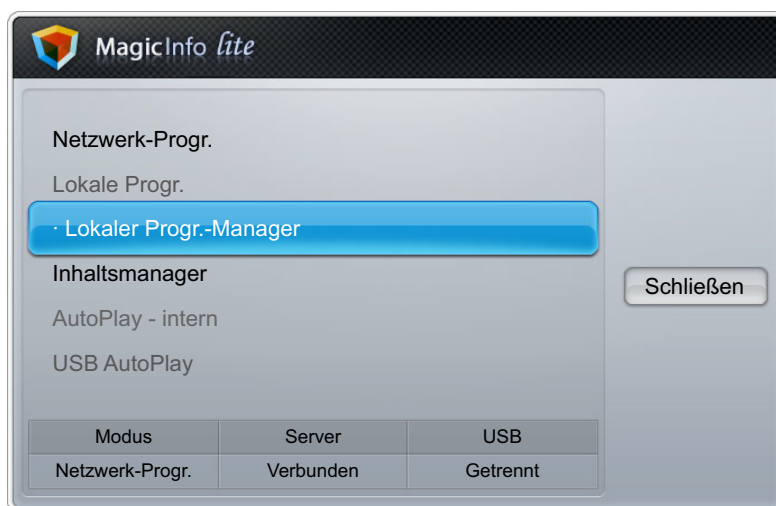 MagicInfo lite
Netzwerk-Progr.
Lokale Progr.
· Lokaler Progr.-Manager
Inhaltsmanager
AutoPlay - intern
USB AutoPlay
Schließen
Modus Server USB
Netzwerk-Progr. Verbunden Getrennt